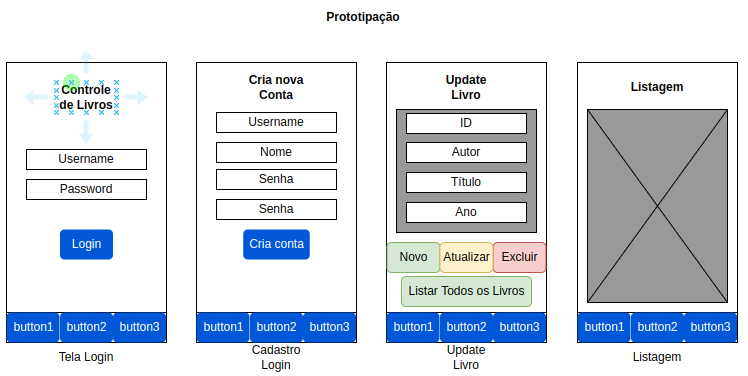 Prototipação
Controle
de Livros
Username
Password
Login
button1 button2 button3
Tela Login
Cria nova
Conta
Username
Nome
Senha
Senha
Cria conta
button1 button2 button3
Cadastro
Login
Update
Livro
ID
Autor
Título
Ano
Novo Atualizar Excluir
Listar Todos os Livros
button1 button2 button3
Update
Livro
Listagem
button1 button2 button3
Listagem